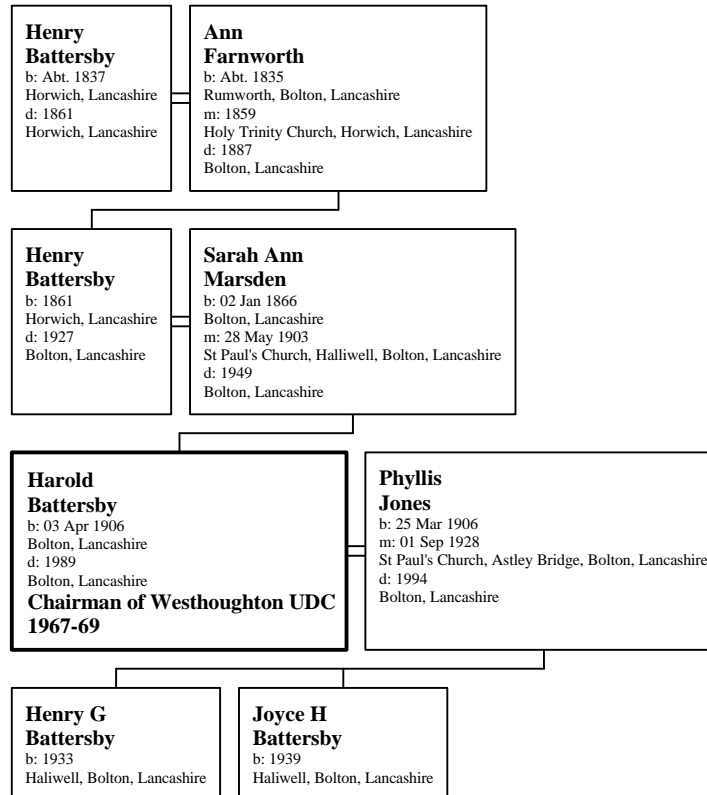 Henry
Battersby
b: Abt. 1837
Horwich, Lancashire
d: 1861
Horwich, Lancashire
Ann
Farnworth
b: Abt. 1835
Rumworth, Bolton, Lancashire
m: 1859
Holy Trinity Church, Horwich, Lancashire
d: 1887
Bolton, Lancashire
Henry
Battersby
b: 1861
Horwich, Lancashire
d: 1927
Bolton, Lancashire
Sarah Ann
Marsden
b: 02 Jan 1866
Bolton, Lancashire
m: 28 May 1903
St Paul's Church, Halliwell, Bolton, Lancashire
d: 1949
Bolton, Lancashire
Harold
Battersby
b: 03 Apr 1906
Bolton, Lancashire
d: 1989
Bolton, Lancashire
Chairman of Westhoughton UDC
1967-69
Phyllis
Jones
b: 25 Mar 1906
m: 01 Sep 1928
St Paul's Church, Astley Bridge, Bolton, Lancashire
d: 1994
Bolton, Lancashire
Henry G
Battersby
b: 1933
Haliwell, Bolton, Lancashire
Joyce H
Battersby
b: 1939
Haliwell, Bolton, Lancashire